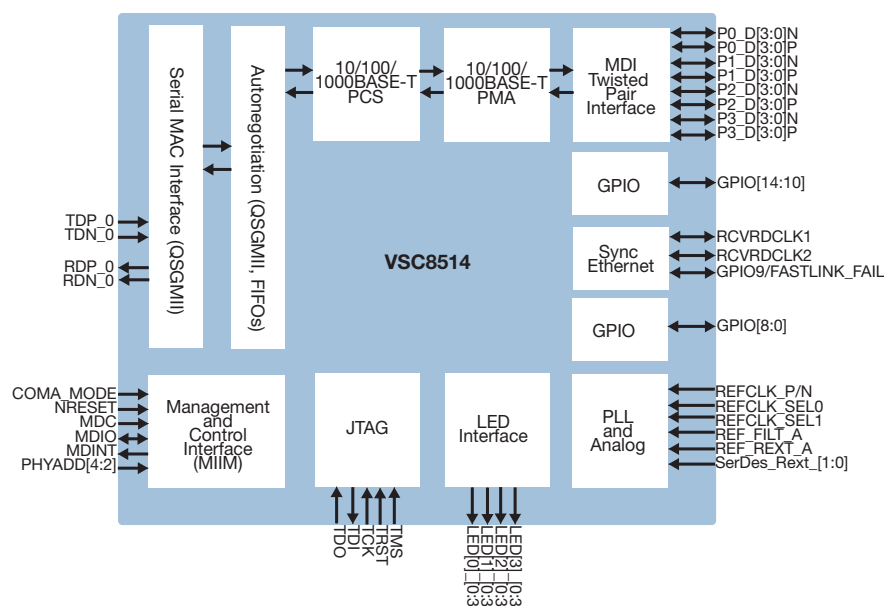 Serial MAC Interface (QSGMII)
Autonegotiation (QSGMII, FIFOs)
10/100/
1000BASE-T
PCS
10/100/
1000BASE-T
PMA
MDI
Twisted
Pair
Interface
P0_D[3:0]N
P0_D[3:0]P
P1_D[3:0]N
P1_D[3:0]P
P2_D[3:0]N
P2_D[3:0]P
P3_D[3:0]N
P3_D[3:0]P
GPIO
GPIO[14:10]
TDP_0
TDN_0
RDP_0
RDN_0
VSC8514
Sync
Ethernet
RCVRDCLK1
RCVRDCLK2
GPIO9/FASTLINK_FAIL
GPIO
GPIO[8:0]
COMA_MODE
NRESET
MDC
MDIO
MDINT
PHYADD[4:2]
Management
and
Control
Interface
(MIIM)
JTAG
LED
Interface
PLL
and
Analog
REFCLK_P/N
REFCLK_SEL0
REFCLK_SEL1
REF_FILT_A
REF_REXT_A
SerDes_Rext_[1:0]
TDO
TDI
TCK
TRST
TMS
LED[0]_[0:3
LED[1]_[0:3
LED[2]_[0:3
LED[3]_[0:3